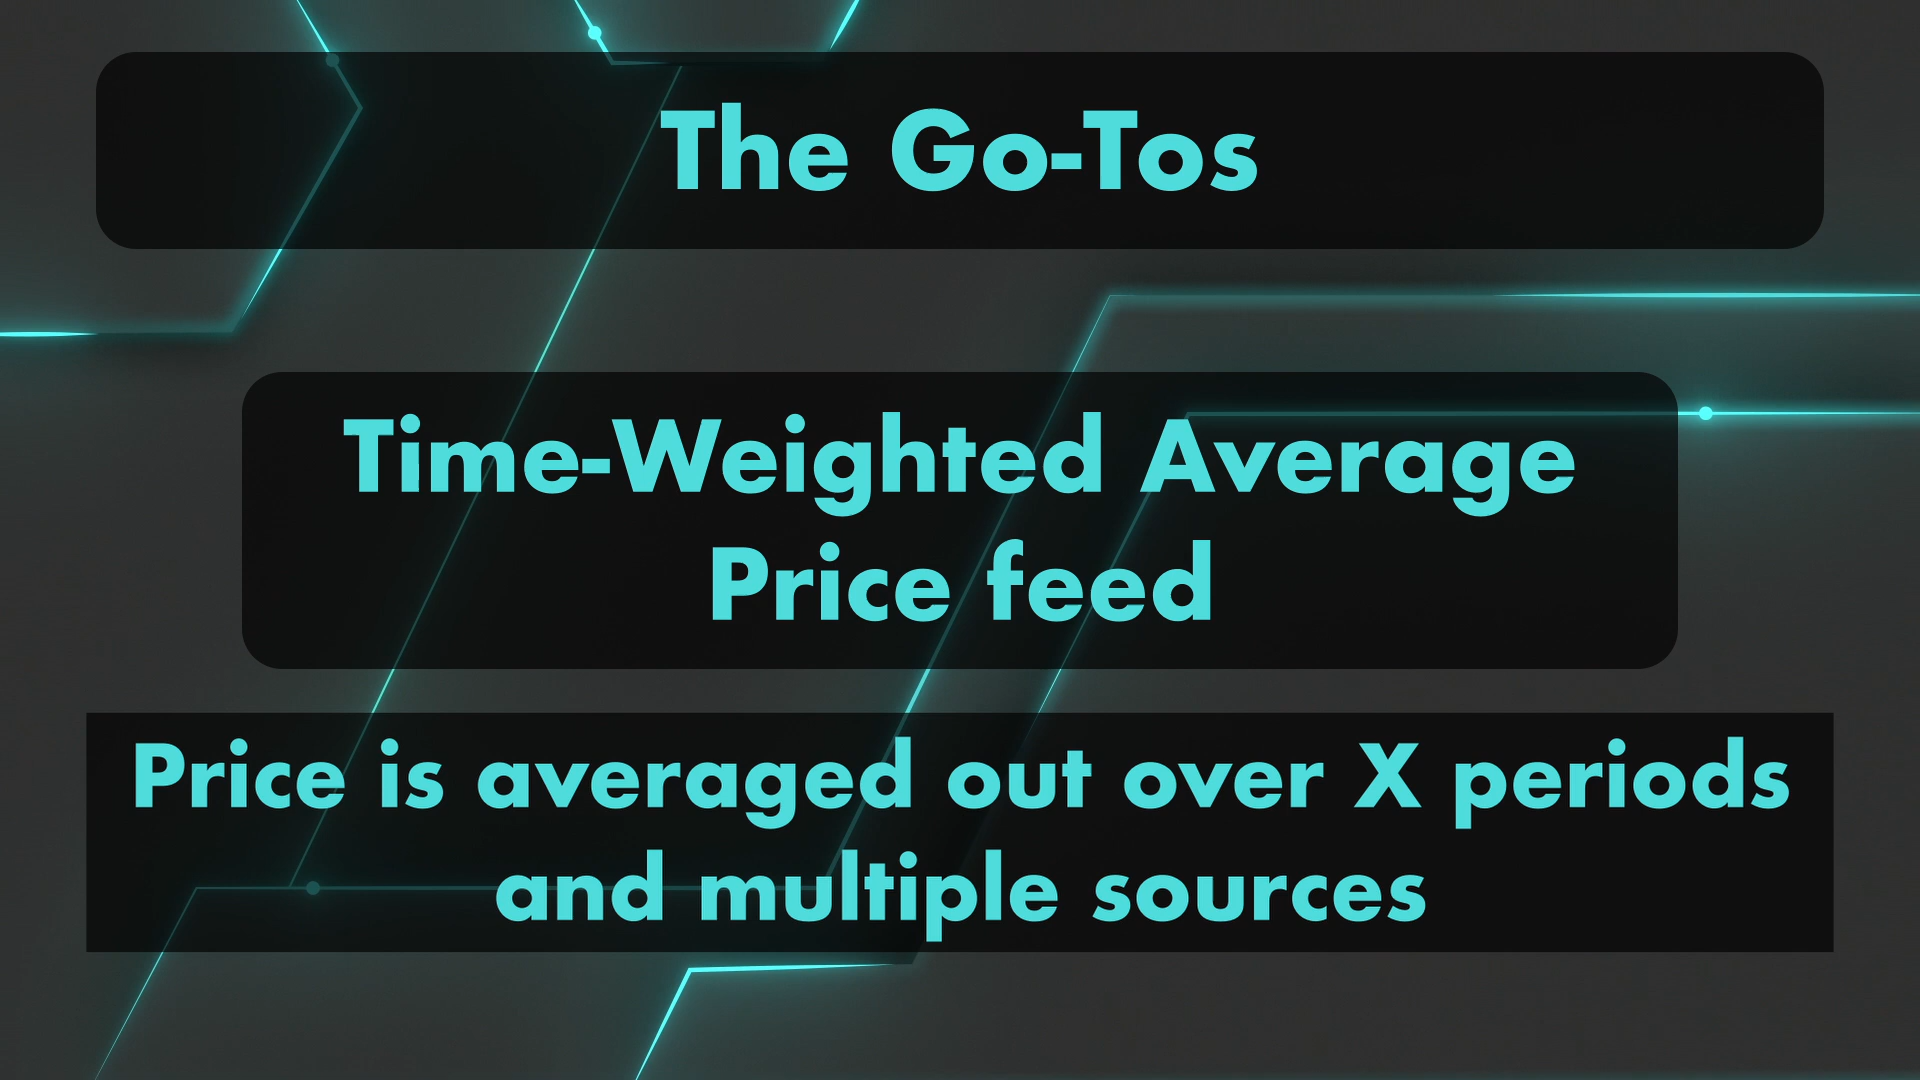 The Go-Tos
Time-Weighted Average
Price feed
Price is averaged out over X periods
and multiple sources